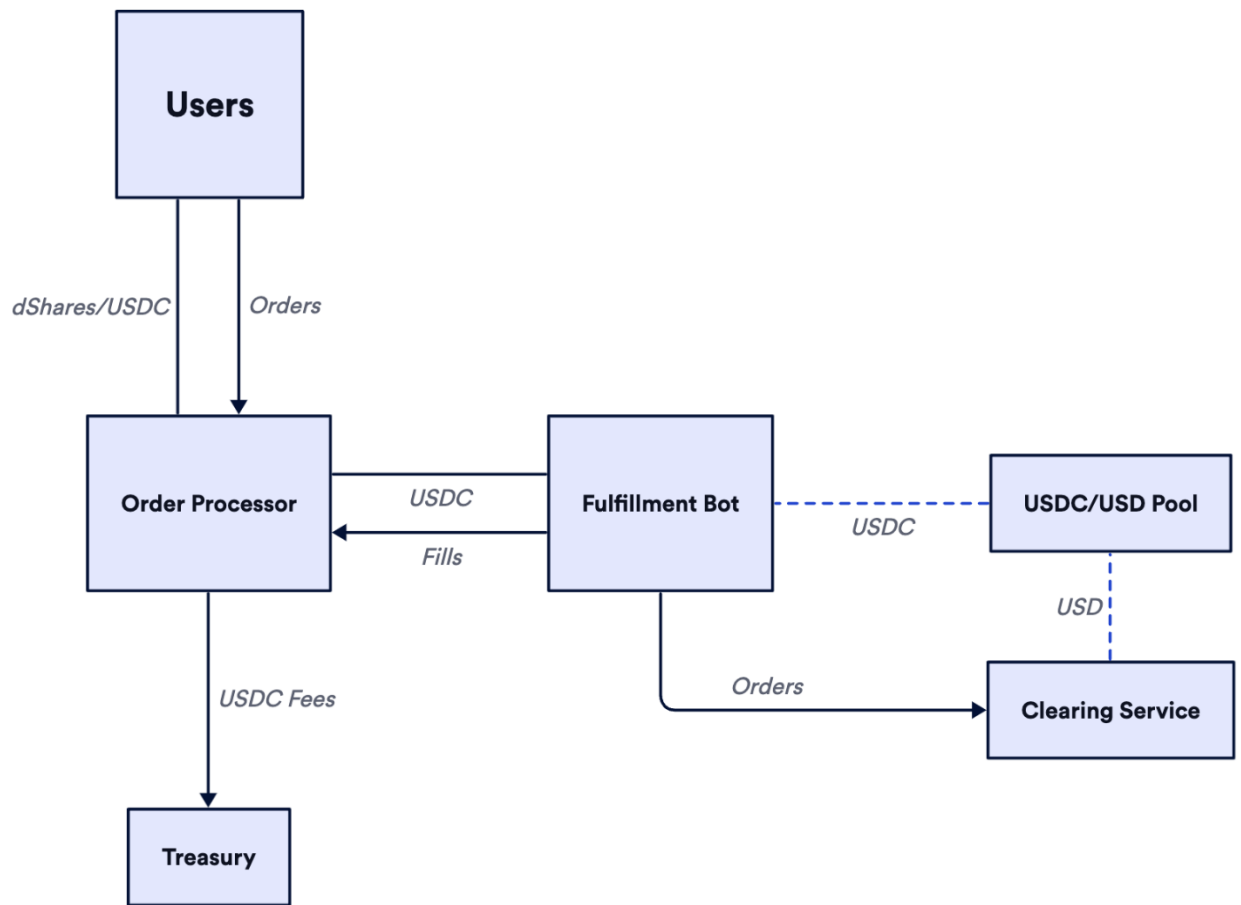 Users
dShares/USDC
Orders
Order Processor
USDC
Fills
Fulfillment Bot
USDC
USDC/USD Pool
USD
Orders
Clearing Service
USDC Fees
Treasury